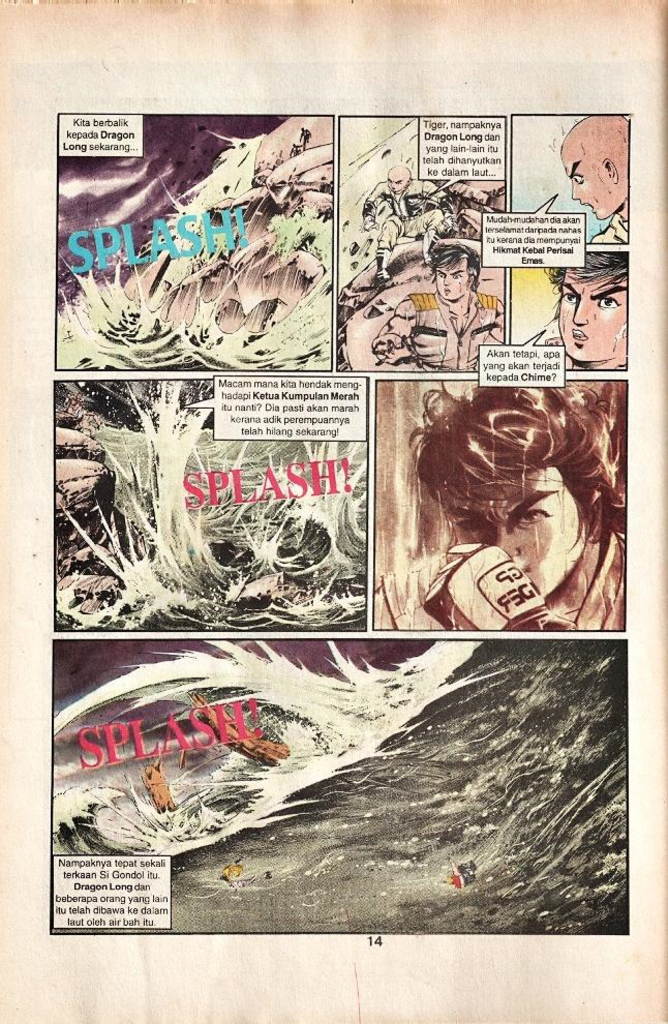 Kita berbalik
kepada Dragon
Long sekarang...
SPLASH!
Tiger, nampaknya
Dragon Long dan
yang lain-lain itu
telah dihanyutkan
ke dalam laut...
Mudah-mudahan dia akan
terselamat daripada nahas
itu kerana dia mempunyai
Hikmat Kebal Perisai
Emas.
Akan tetapi, apa
yang akan terjadi
kepada Chime?
Macam mana kita hendak meng-
hadapi Ketua Kumpulan Merah
itu nanti? Dia pasti akan marah
kerana adik perempuannya
telah hilang sekarang!
SPLASH!
SPLASH!
Nampaknya tepat sekali
terkaan Si Gondol itu.
Dragon Long dan
beberapa orang yang lain
itu telah dibawa ke dalam
laut oleh air bah itu.
14